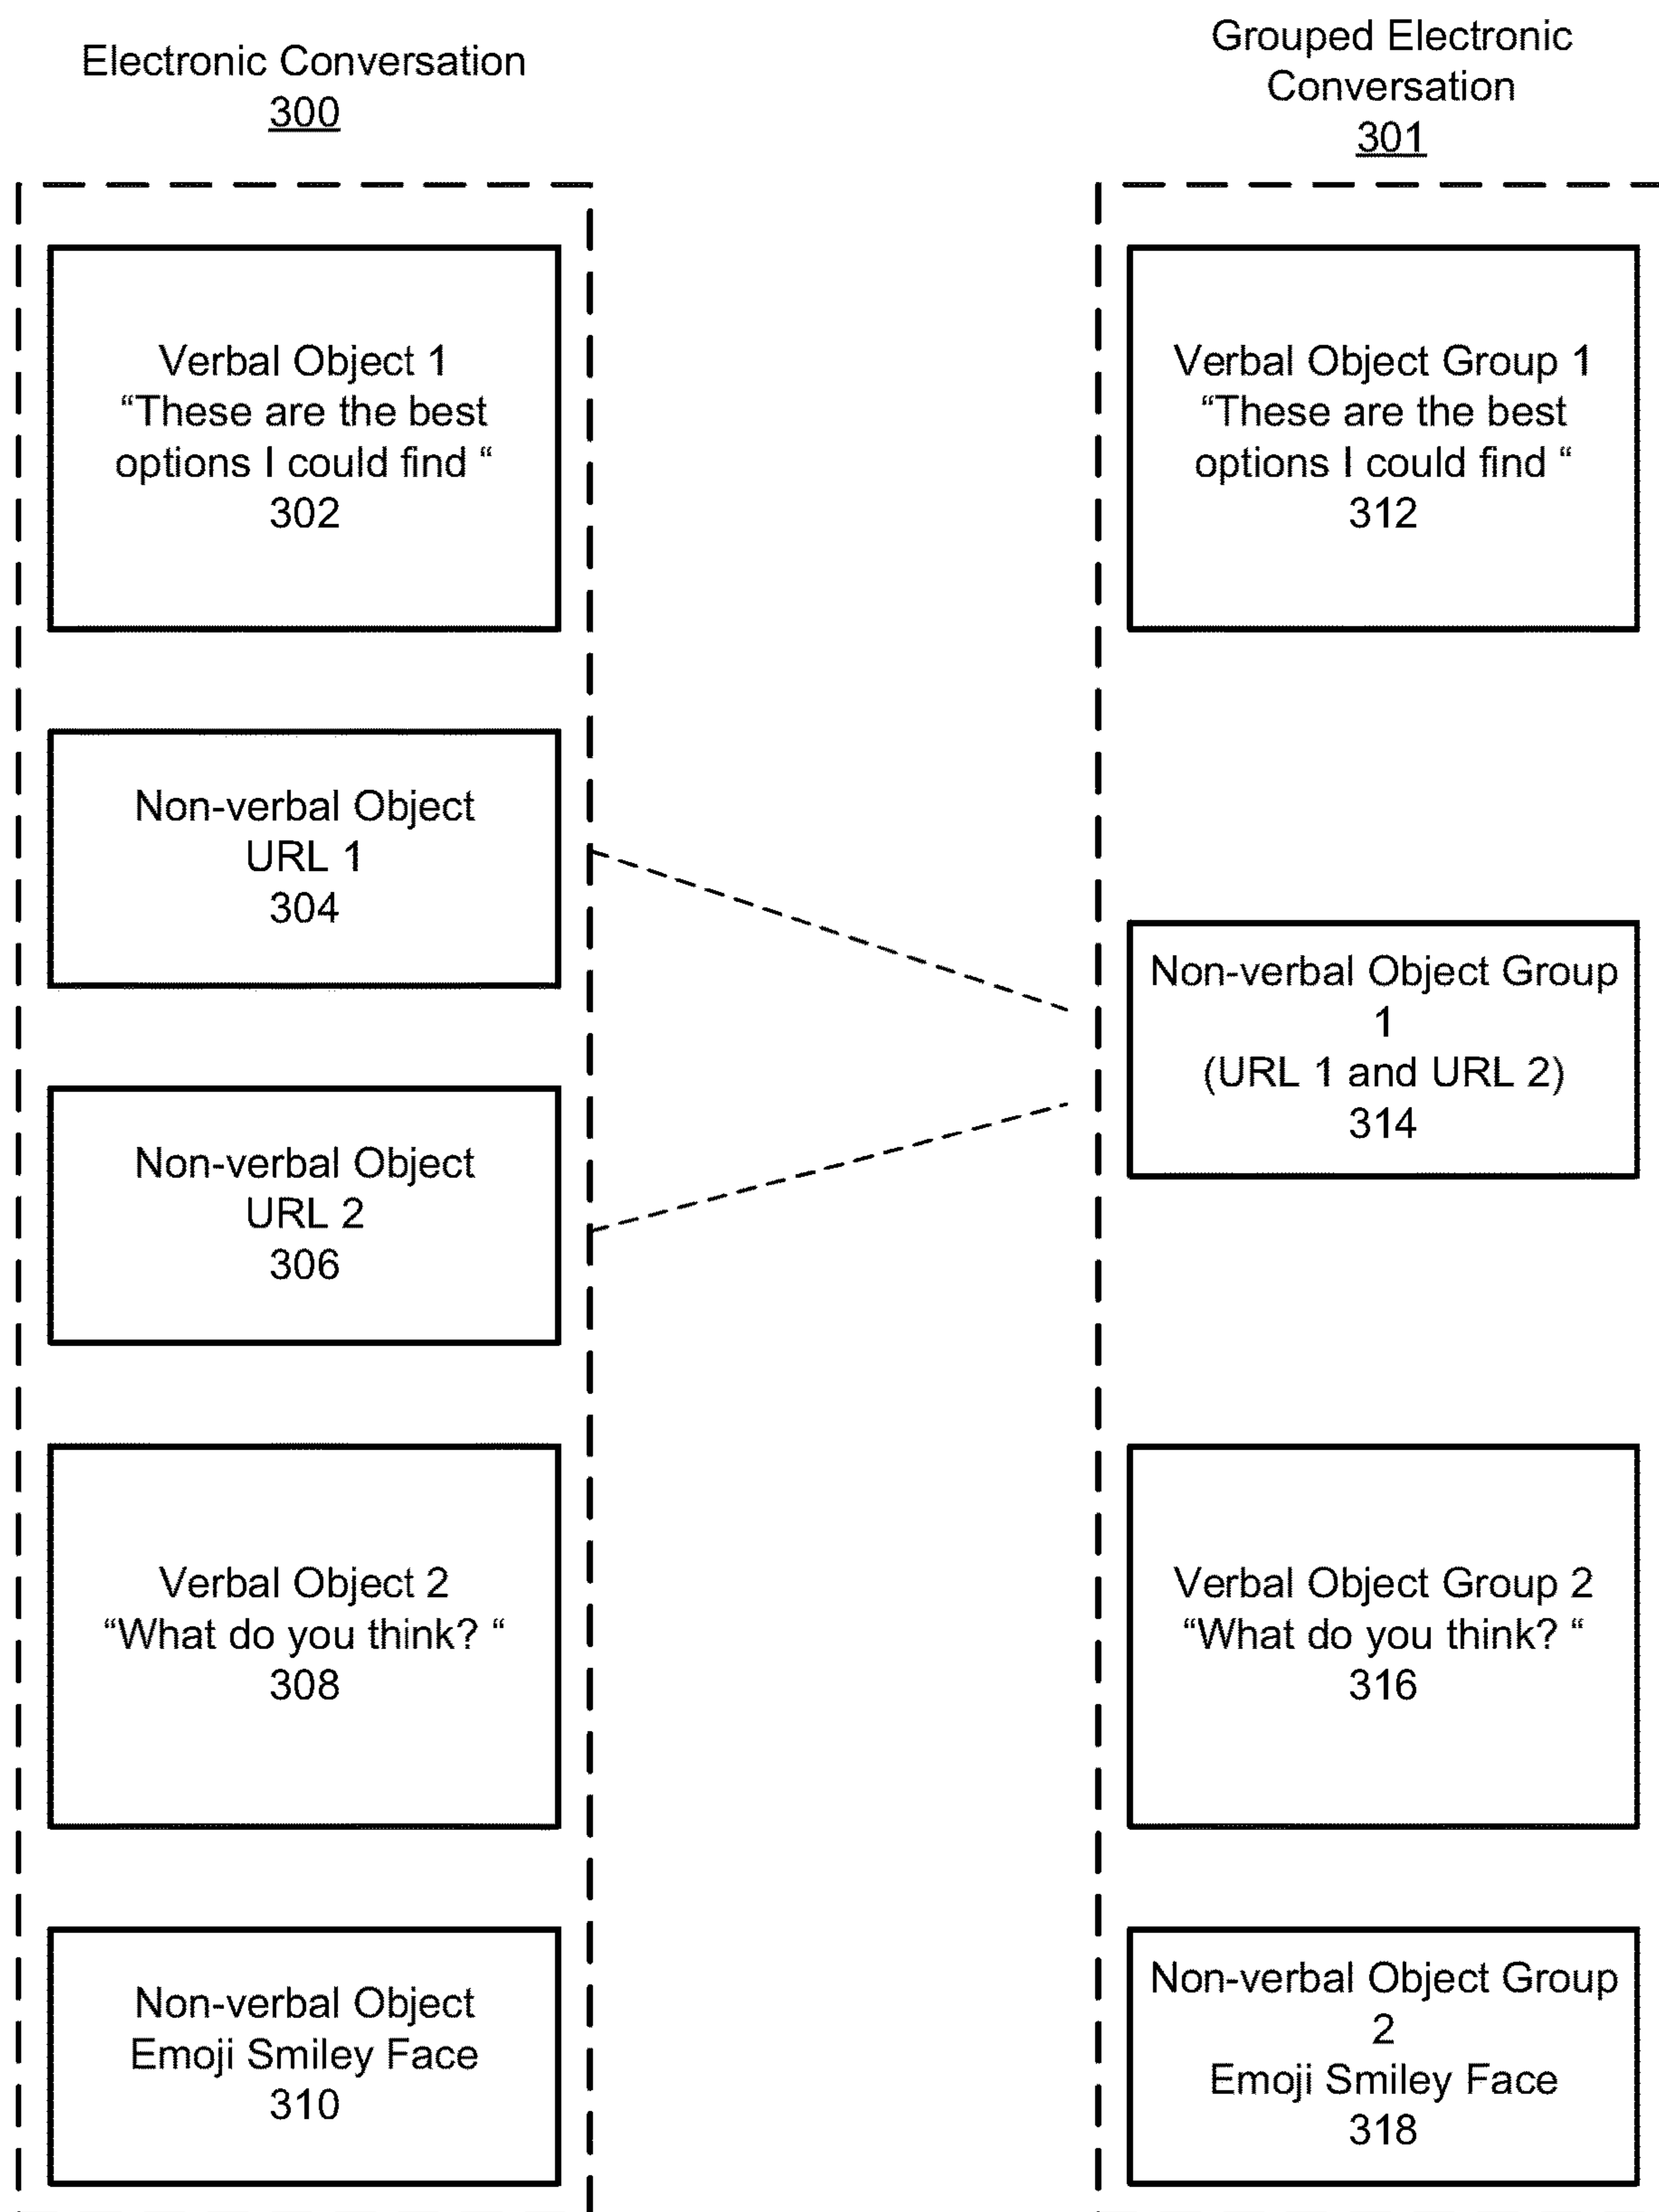 Electronic Conversation
300
Verbal Object 1
“These are the best
options I could find “
302
Non-verbal Object
URL 1
304
Non-verbal Object
URL 2
306
Verbal Object 2
“What do you think? “
308
Non-verbal Object
Emoji Smiley Face
310
Grouped Electronic
Conversation
301
Verbal Object Group 1
“These are the best
options I could find “
312
Non-verbal Object Group
1
(URL 1 and URL 2)
314
Verbal Object Group 2
“What do you think? “
316
Non-verbal Object Group
2
Emoji Smiley Face
318